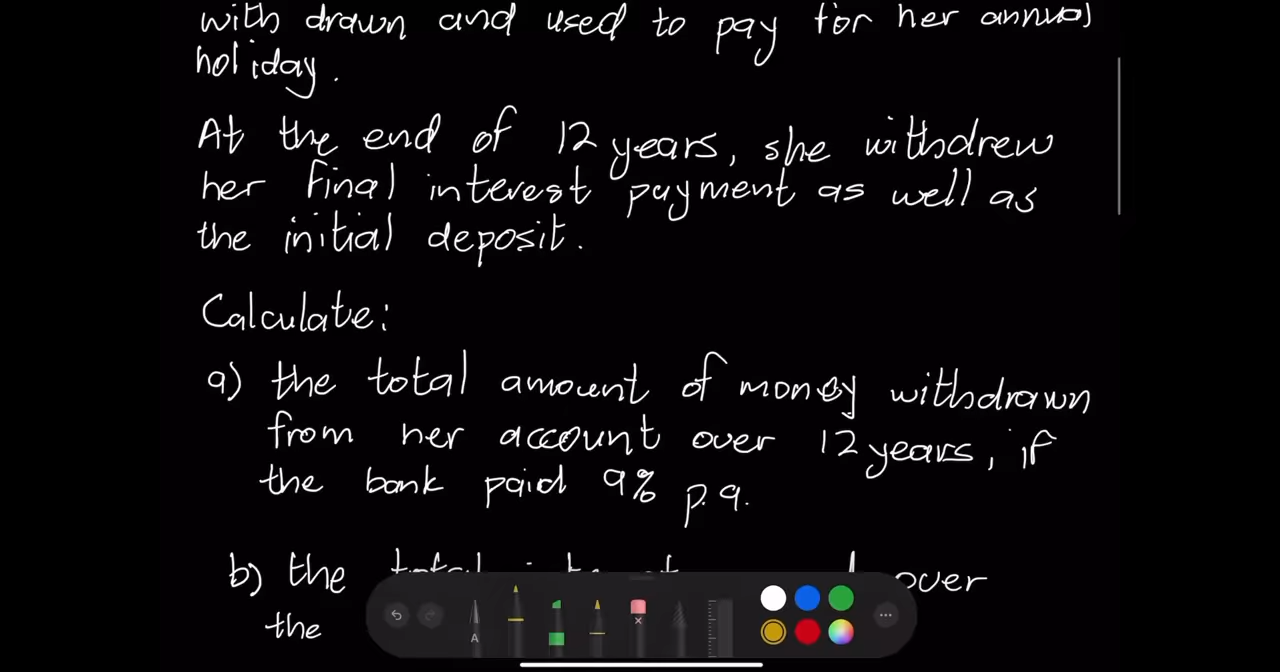 with drawn and used to pay for her annual
holiday.
At the end of 12 years, she withdrew
her final interest payment as well as
the initial deposit.
Calculate:
a) the total amount of money withdrawn
from her account over 12 years, if
the bank paid 9% p.a.
b) the total over
the
A